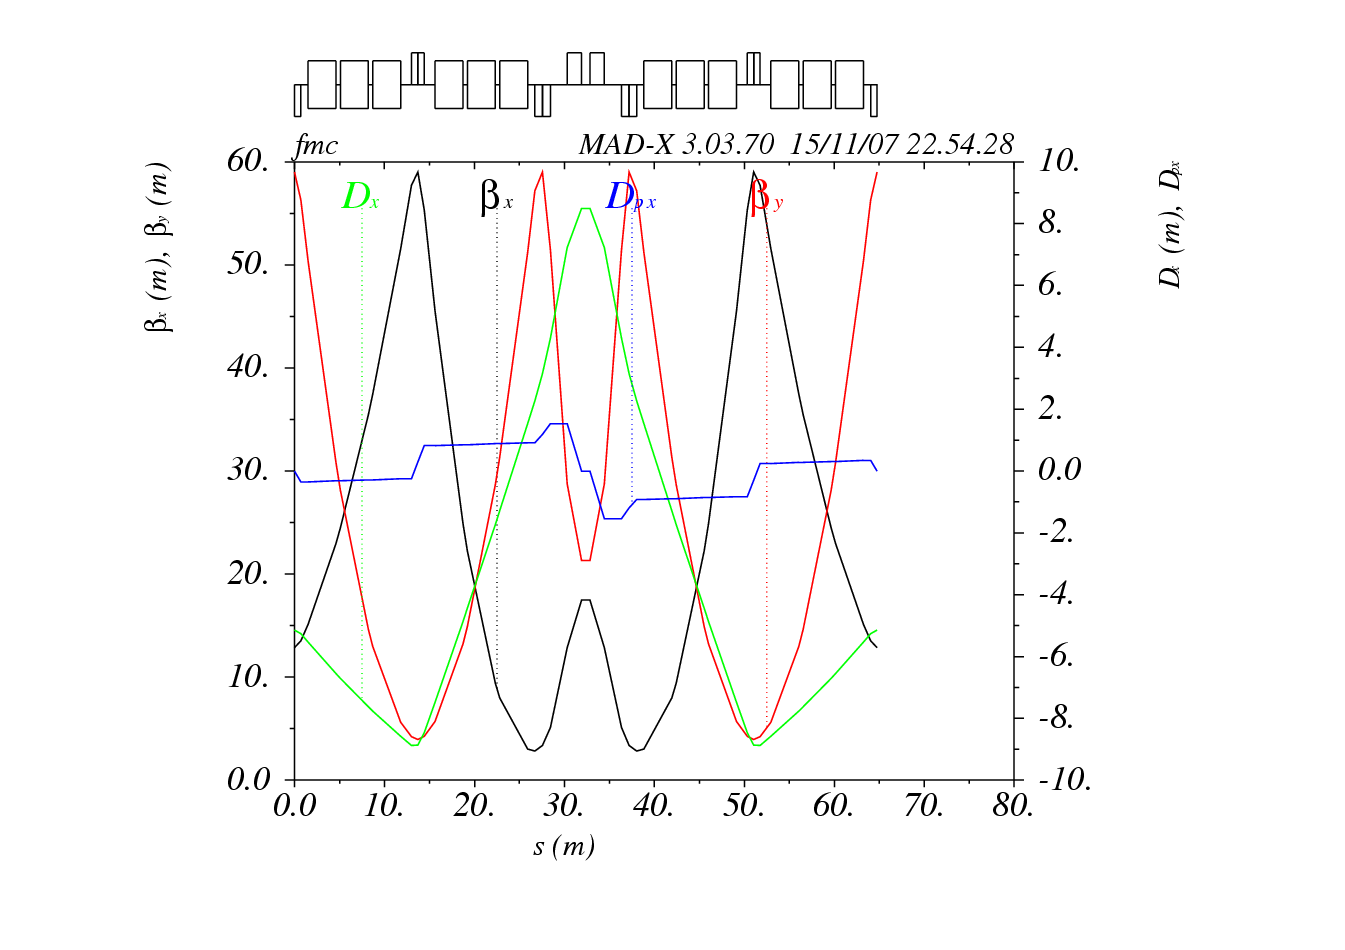 fmc MAD-X 3.03.70 15/11/07 22.54.28
βx (m), βy (m)
60.
50.
40.
30.
20.
10.
0.0
Dx
βx
Dpx
βy
10.
8.
6.
4.
2.
0.0
-2.
-4.
-6.
-8.
-10.
Dx (m), Dpx
0.0 10. 20. 30. 40. 50. 60. 70. 80.
s (m)